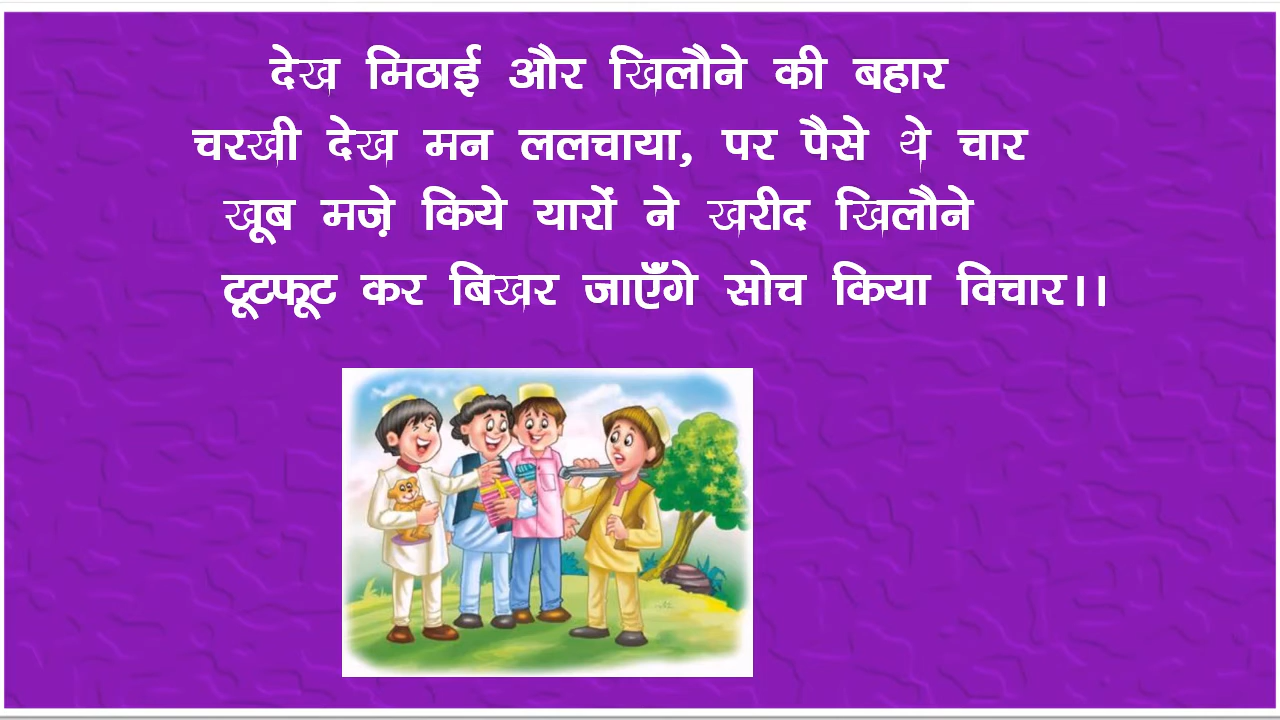 देख मिठाई और खिलौने की बहार
चरखी देख मन ललचाया, पर पैसे थे चार
खूब मज़े किये यारों ने खरीद खिलौने
टूटफूट कर बिखर जाएँगे सोच किया विचार।।